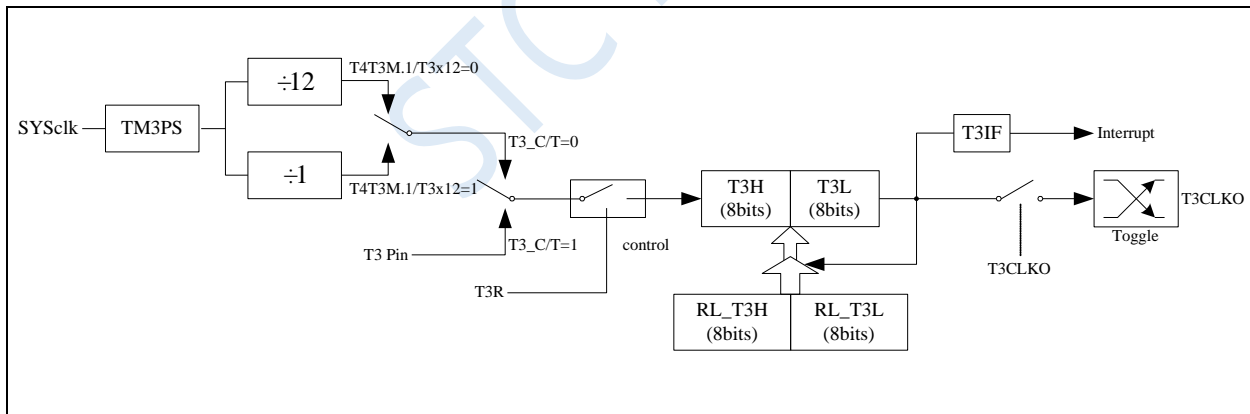 STC
÷12
T4T3M.1/T3x12=0
SYSclk
TM3PS
T3_C/T=0
÷1
T4T3M.1/T3x12=1
T3IF
Interrupt
T3H
(8bits)
T3L
(8bits)
T3CLKO
Toggle
T3 Pin
T3_C/T=1
control
T3R
T3CLKO
RL_T3H
(8bits)
RL_T3L
(8bits)